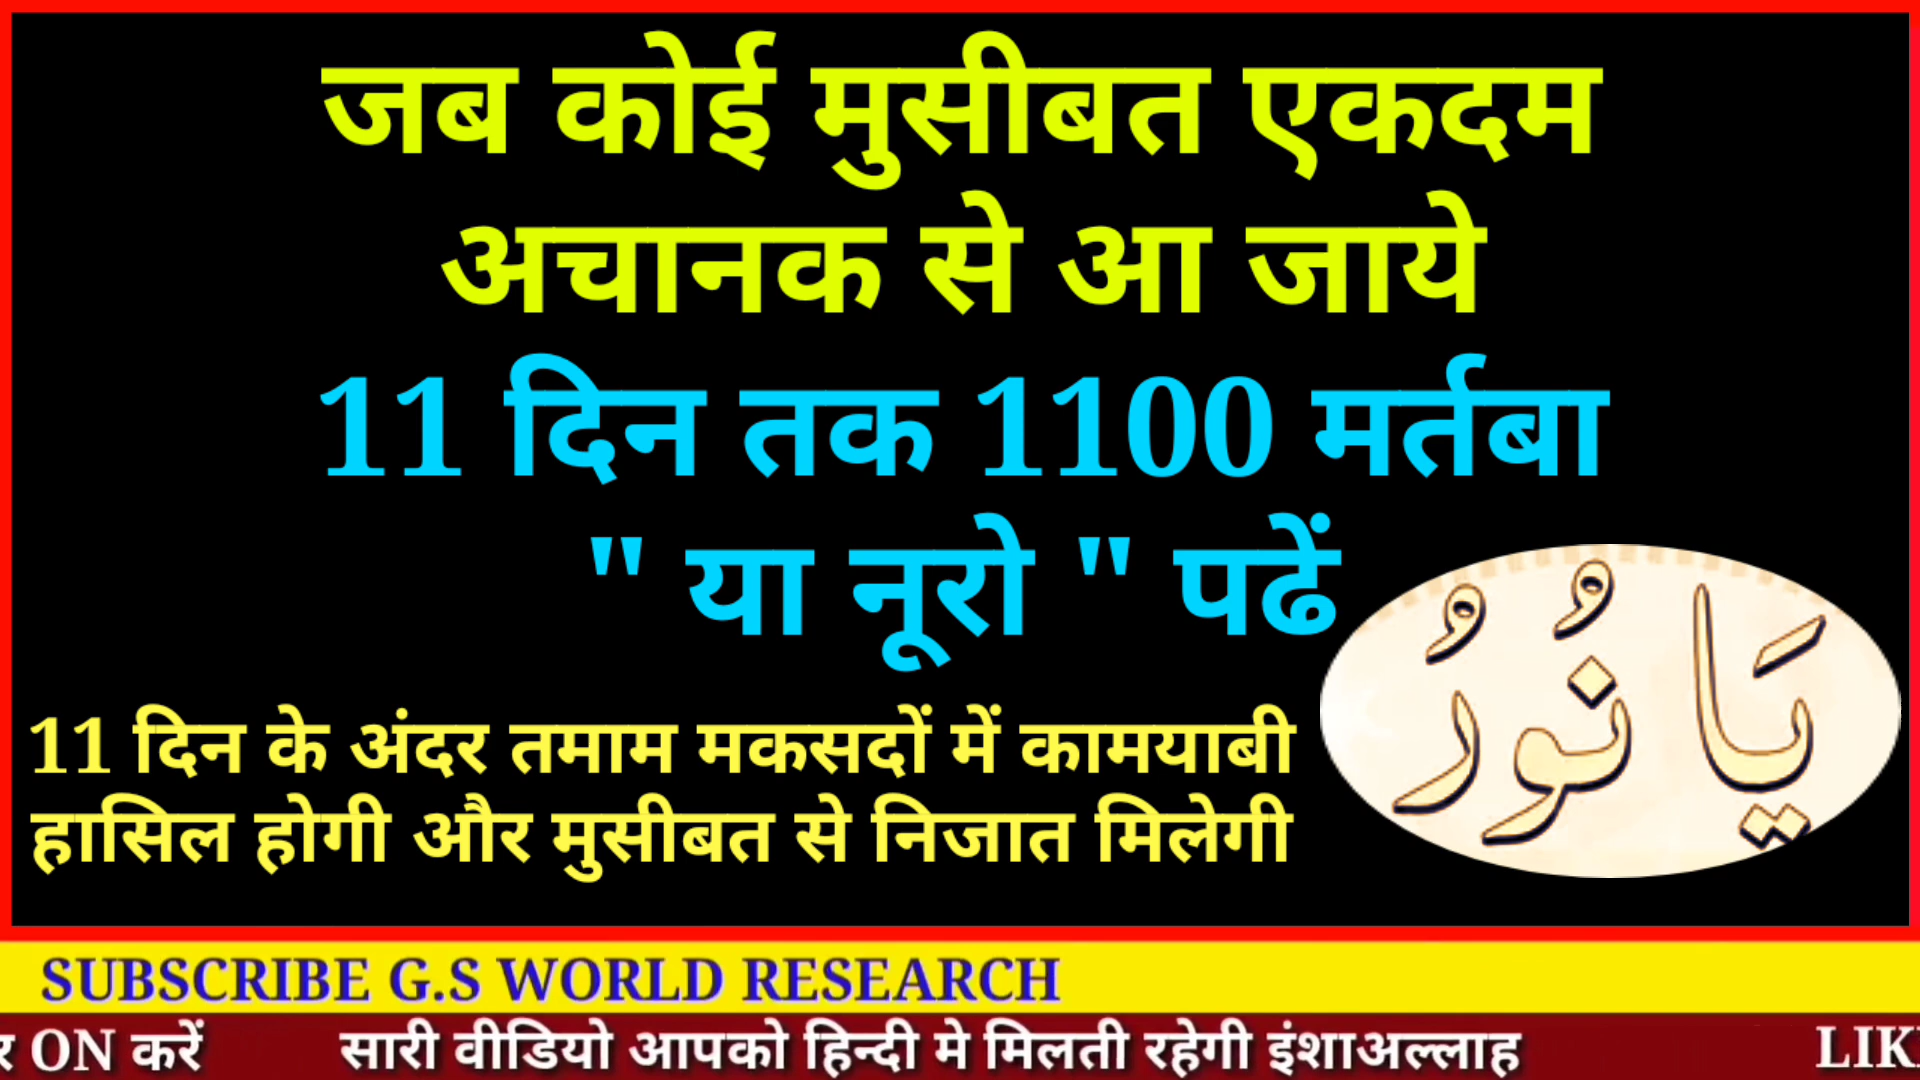 जब कोई मुसीबत एकदम
अचानक से आ जाये
11 दिन तक 1100 मर्तबा
" या नूरो " पढें
يَا نُورُ
11 दिन के अंदर तमाम मकसदों में कामयाबी
हासिल होगी और मुसीबत से निजात मिलेगी
SUBSCRIBE G.S WORLD RESEARCH
र ON करें सारी वीडियो आपको हिन्दी मे मिलती रहेगी इंशाअल्लाह LIK